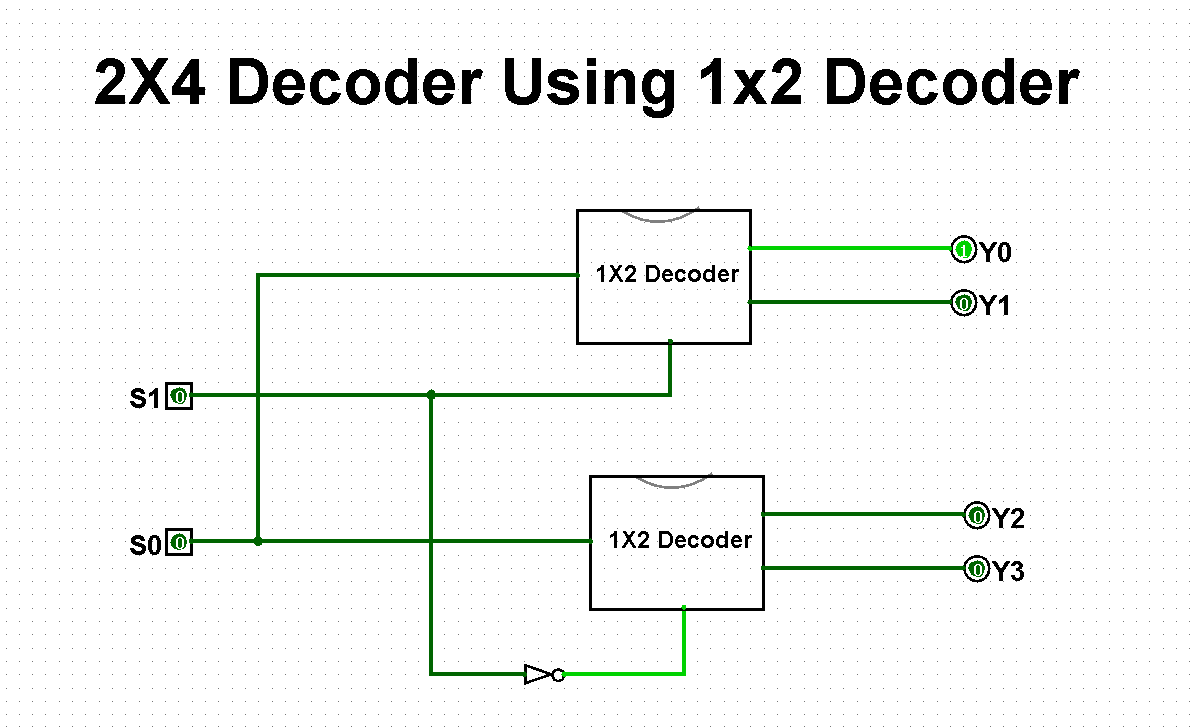 2X4 Decoder Using 1x2 Decoder
1X2 Decoder
1 Y0
0 Y1
S1 0
1X2 Decoder
0 Y2
S0 0
0 Y3